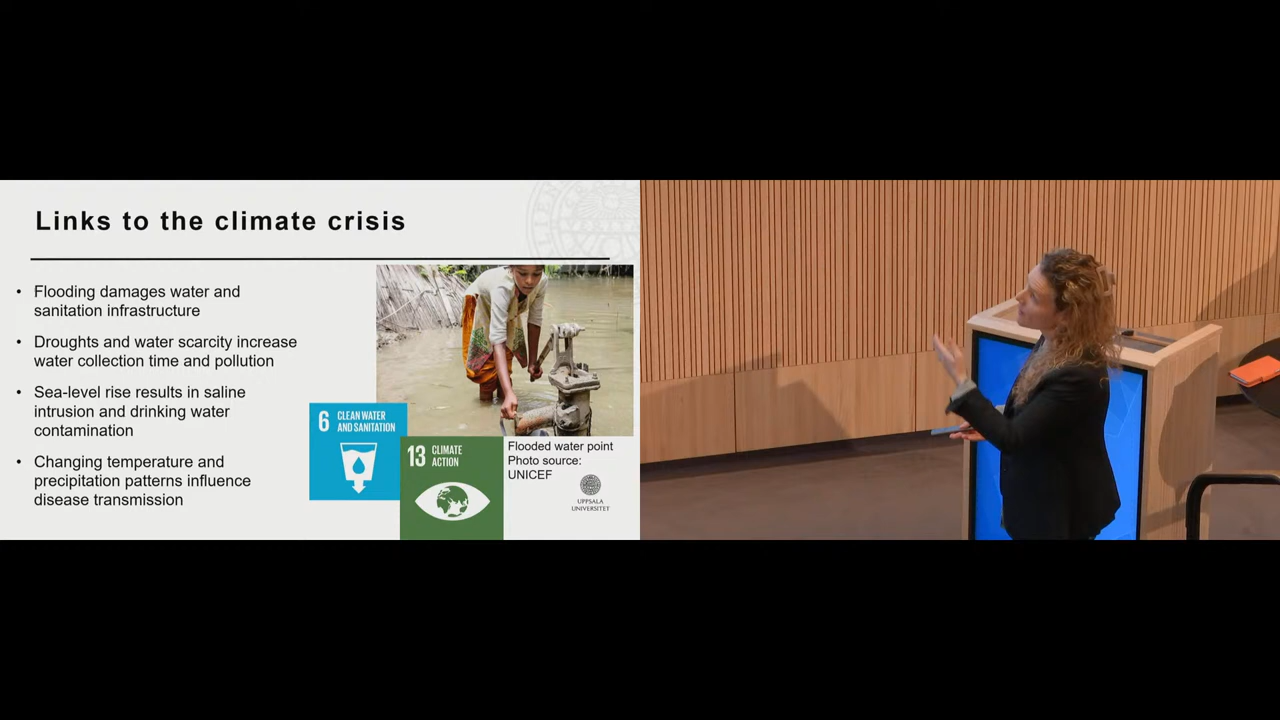 Links to the climate crisis
• Flooding damages water and
sanitation infrastructure
• Droughts and water scarcity increase
water collection time and pollution
• Sea-level rise results in saline
intrusion and drinking water
contamination
• Changing temperature and
precipitation patterns influence
disease transmission
6 CLEAN WATER
AND SANITATION
13 CLIMATE
ACTION
Flooded water point
Photo source:
UNICEF
UPPSALA
UNIVERSITET